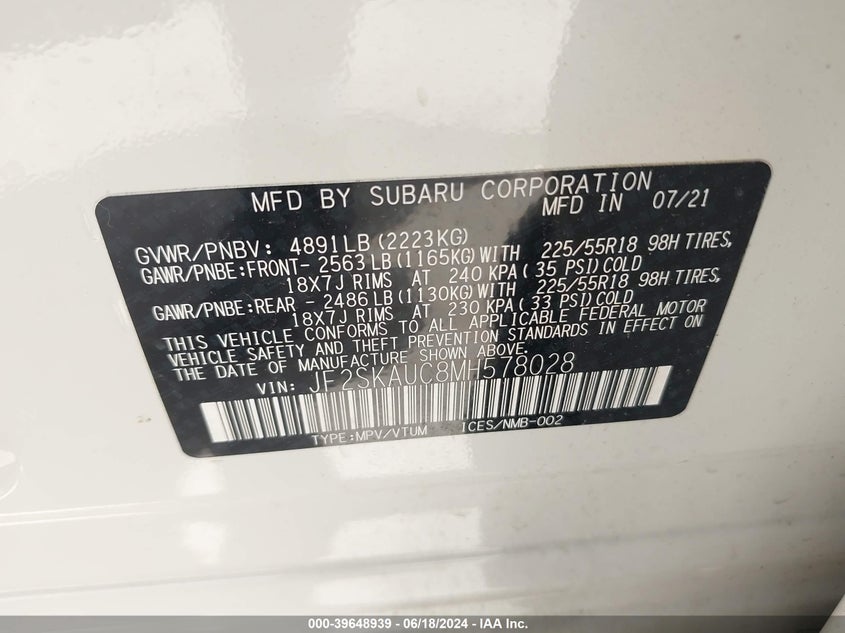 MFD BY SUBARU CORPORATION
MFD IN 07/21
GVWR/PNBV: 4891LB(2223KG)
GAWR/PNBE:FRONT- 2563LB(1165KG)WITH 225/55R18 98H TIRES,
18X7J RIMS AT 240 KPA(35 PSI)COLD
GAWR/PNBE:REAR - 2486LB(1130KG)WITH 225/55R18 98H TIRES,
18X7J RIMS AT 230 KPA(33 PSI)COLD
THIS VEHICLE CONFORMS TO ALL APPLICABLE FEDERAL MOTOR
VEHICLE SAFETY AND THEFT PREVENTION STANDARDS IN EFFECT ON
THE DATE OF MANUFACTURE SHOWN ABOVE.
VIN: JF2SKAUC8MH578028
TYPE:MPV/VTUM ICES/NMB-002
000-39648939 - 06/18/2024 - IAA Inc.